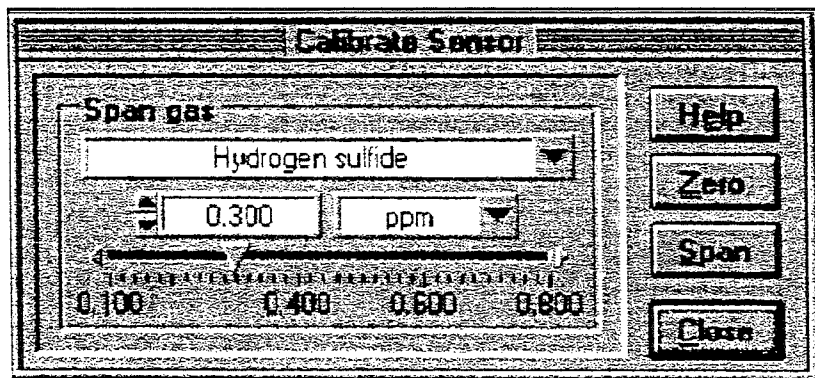 Calibrate Sensor
Span gas
Hydrogen sulfide
0.300 ppm
0,100 0,400 0.600 0,800
Help
Zero
Span
Close